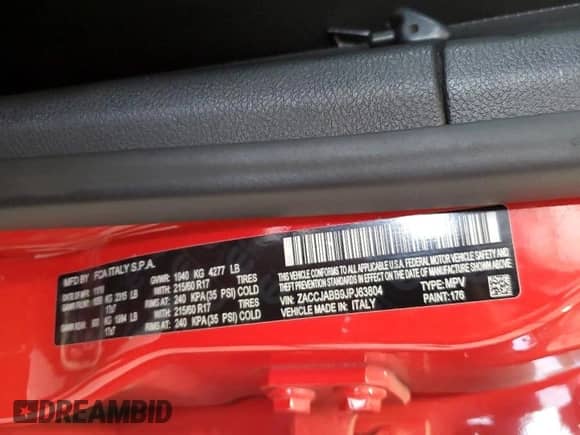 MFD BY: FCA ITALY S.P.A.
GVWR: 1940 KG 4277 LB
WITH: 215/60 R17 TIRES
RIMS AT: 240 KPA(35 PSI) COLD
WITH: 215/60 R17 TIRES
RIMS AT: 240 KPA(35 PSI) COLD
THIS VEHICLE CONFORMS TO ALL APPLICABLE U.S.A. FEDERAL MOTOR VEHICLE SAFETY, BUMPER AND
THEFT PREVENTION STANDARDS IN EFFECT ON THE DATE OF MANUFACTURE SHOWN ABOVE.
VIN: TYPE: MPV
VEHICLE MADE IN: ITALY PAINT: 176
DREAMBID